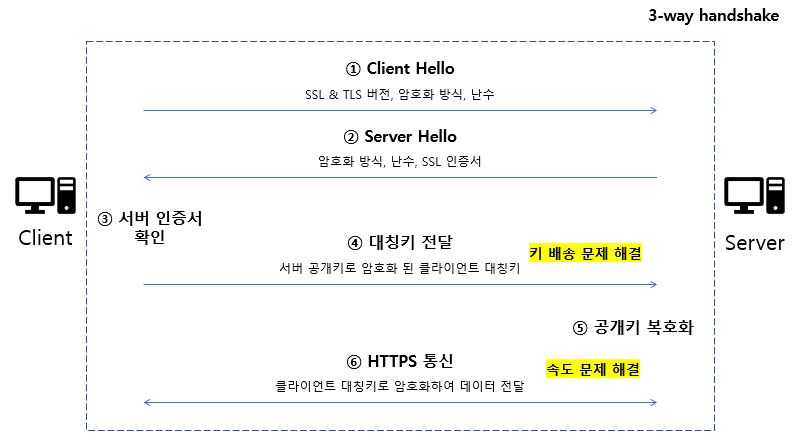 3-way handshake
① Client Hello
SSL & TLS 버전, 암호화 방식, 난수
② Server Hello
암호화 방식, 난수, SSL 인증서
Client
③ 서버 인증서
확인
④ 대칭키 전달
서버 공개키로 암호화 된 클라이언트 대칭키
키 배송 문제 해결
Server
⑤ 공개키 복호화
⑥ HTTPS 통신
클라이언트 대칭키로 암호화하여 데이터 전달
속도 문제 해결